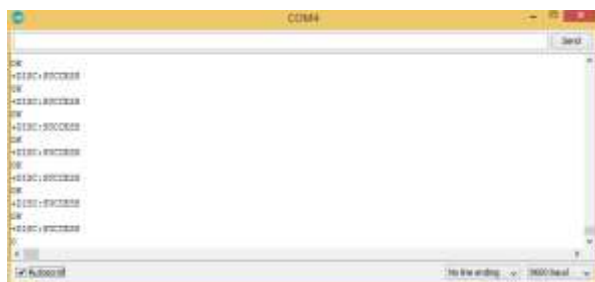 COM4
Send
OK
+DISC:SUCCESS
OK
+DISC:SUCCESS
OK
+DISC:SUCCESS
OK
+DISC:SUCCESS
OK
+DISC:SUCCESS
OK
+DISC:SUCCESS
OK
+DISC:SUCCESS
O
Autoscroll
No line ending
9600 baud